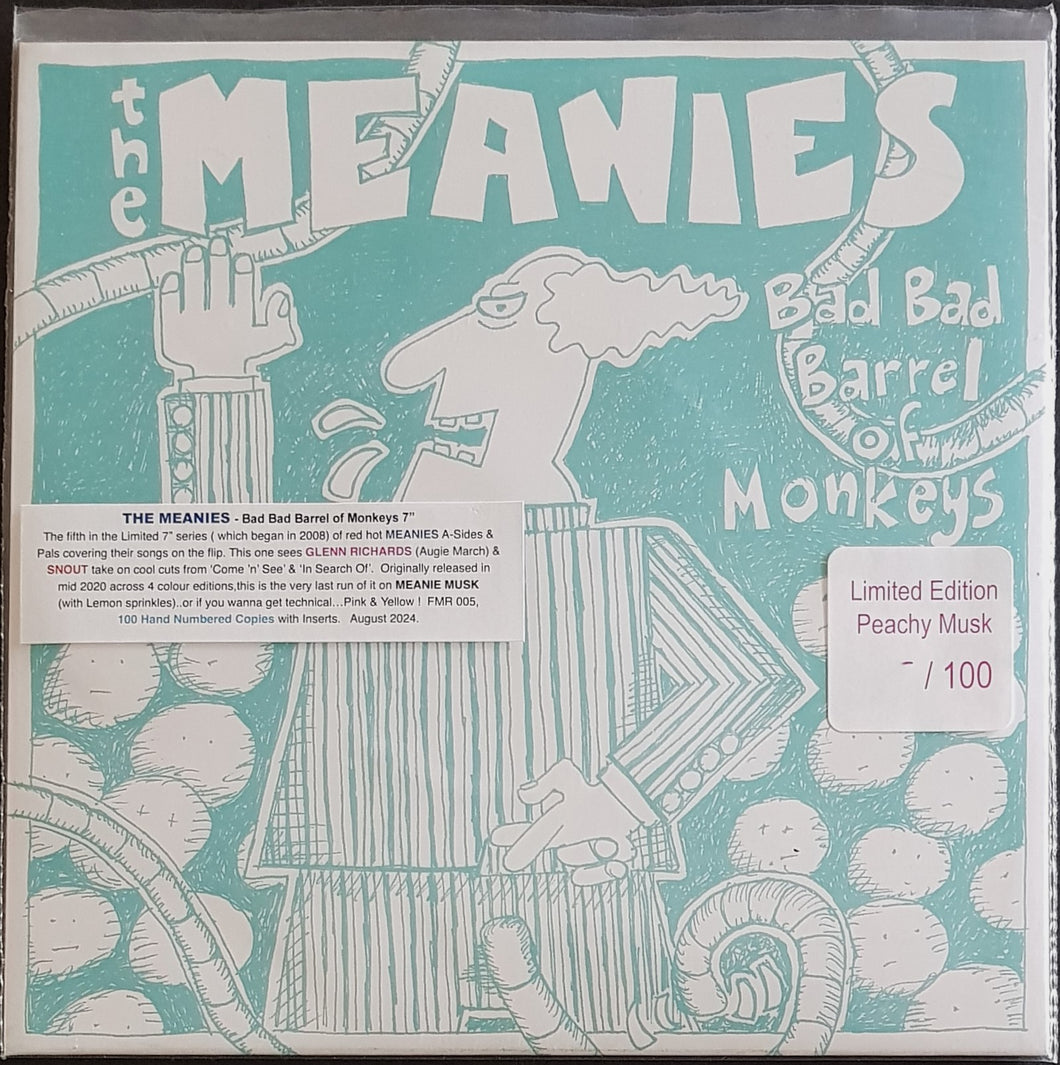 the
MEANIES
Bad Bad
Barrel
of
Monkeys
THE MEANIES - Bad Bad Barrel of Monkeys 7”
The fifth in the Limited 7” series ( which began in 2008) of red hot MEANIES A-Sides &
Pals covering their songs on the flip. This one sees GLENN RICHARDS (Augie March) &
SNOUT take on cool cuts from ‘Come ’n’ See’ & ‘In Search Of’. Originally released in
mid 2020 across 4 colour editions,this is the very last run of it on MEANIE MUSK
(with Lemon sprinkles)..or if you wanna get technical…Pink & Yellow ! FMR 005,
100 Hand Numbered Copies with Inserts. August 2024.
Limited Edition
Peachy Musk
/ 100